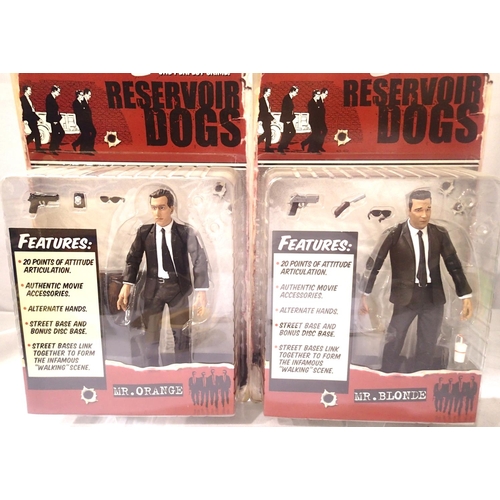 RESERVOIR
DOGS
FEATURES:
• 20 POINTS OF ATTITUDE
ARTICULATION.
• AUTHENTIC MOVIE
ACCESSORIES.
• ALTERNATE HANDS.
• STREET BASE AND
BONUS DISC BASE.
• STREET BASES LINK
TOGETHER TO FORM
THE INFAMOUS
"WALKING" SCENE.
MR. ORANGE
RESERVOIR
DOGS
FEATURES:
• 20 POINTS OF ATTITUDE
ARTICULATION.
• AUTHENTIC MOVIE
ACCESSORIES.
• ALTERNATE HANDS.
• STREET BASE AND
BONUS DISC BASE.
• STREET BASES LINK
TOGETHER TO FORM
THE INFAMOUS
"WALKING" SCENE.
MR. BLONDE